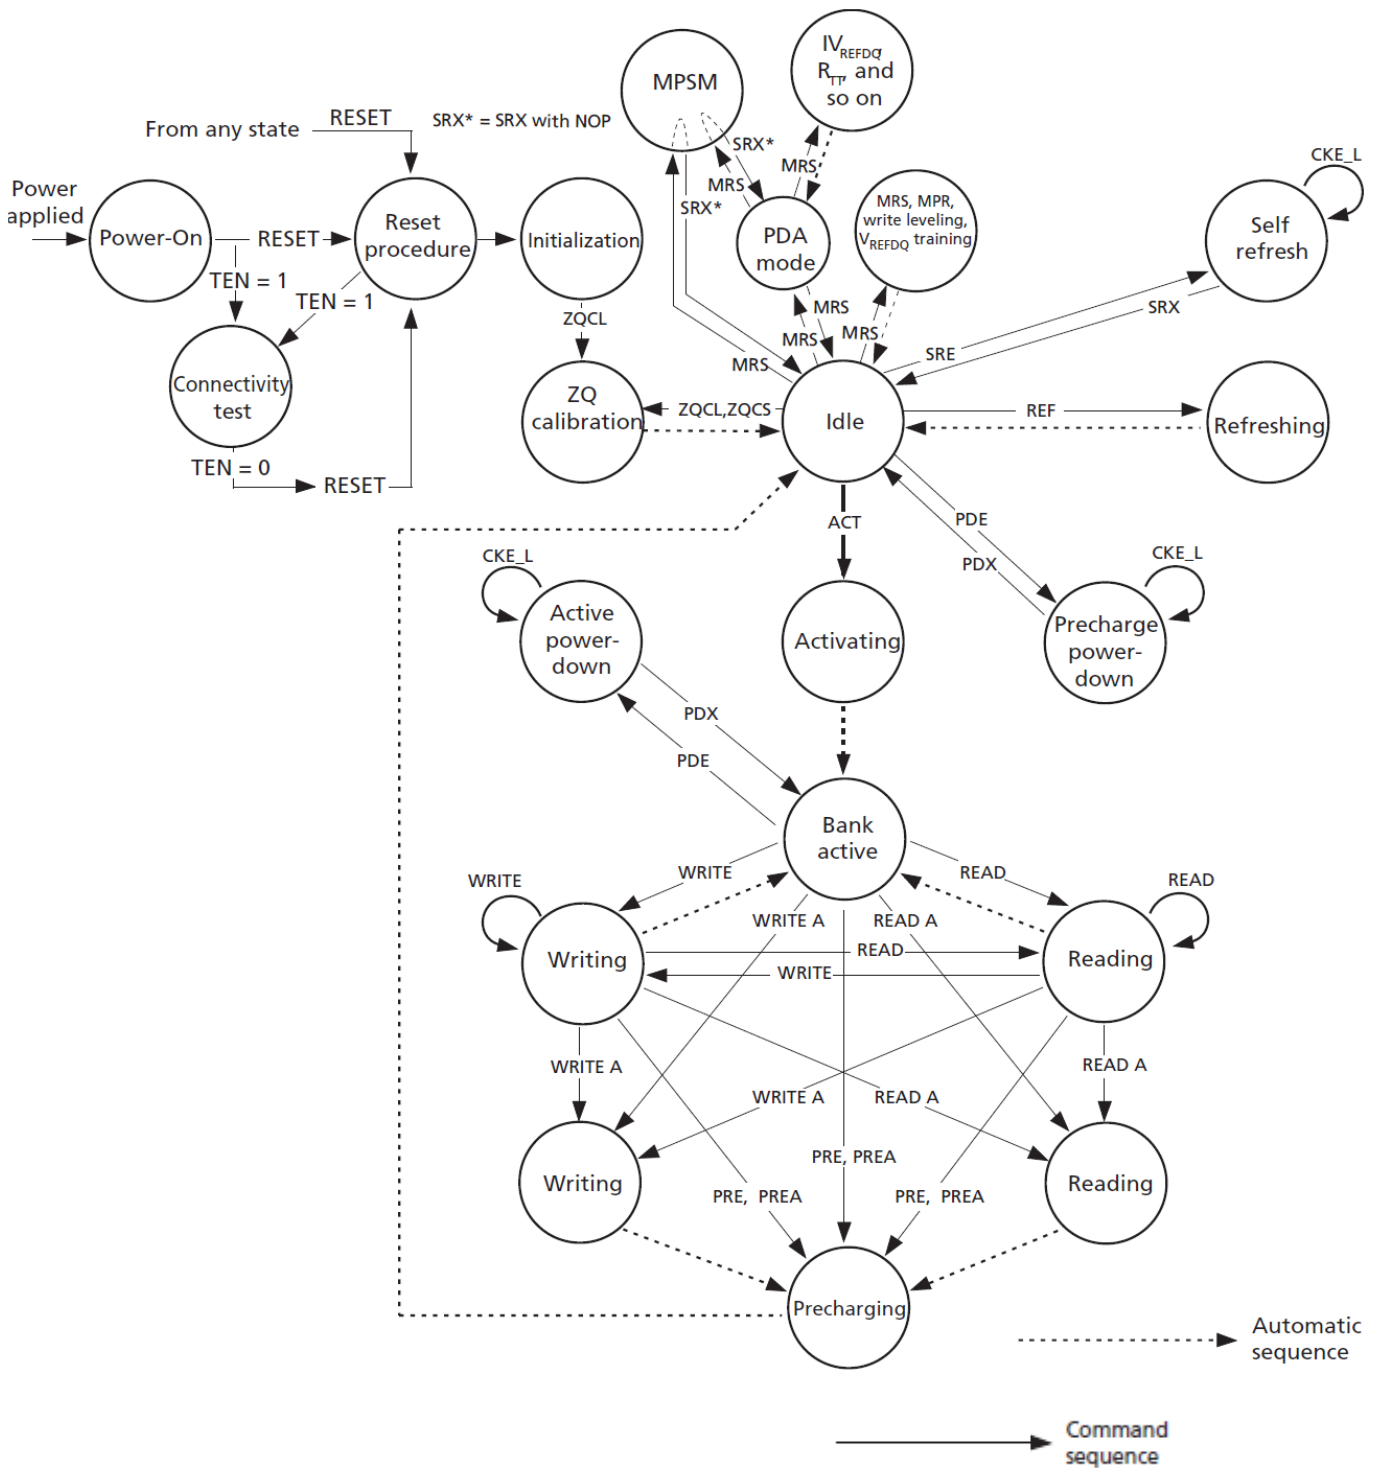 MPSM
IVREFDQ,
RTT, and
so on
From any state
RESET
SRX* = SRX with NOP
SRX*
MRS
MRS
CKE_L
Power
applied
Power-On
RESET
Reset
procedure
Initialization
SRX*
PDA
mode
MRS, MPR,
write leveling,
VREFDQ training
Self
refresh
TEN = 1
TEN = 1
ZQCL
MRS
MRS
MRS
MRS
SRE
SRX
Connectivity
test
ZQ
calibration
ZQCL,ZQCS
Idle
REF
Refreshing
TEN = 0
RESET
ACT
PDE
PDX
CKE_L
CKE_L
Active
power-
down
Activating
Precharge
power-
down
PDX
PDE
Bank
active
WRITE
WRITE
READ
READ
WRITE A
READ A
Writing
READ
WRITE
Reading
WRITE A
READ A
WRITE A
READ A
PRE, PREA
Writing
PRE, PREA
PRE, PREA
Reading
Precharging
Automatic
sequence
Command
sequence